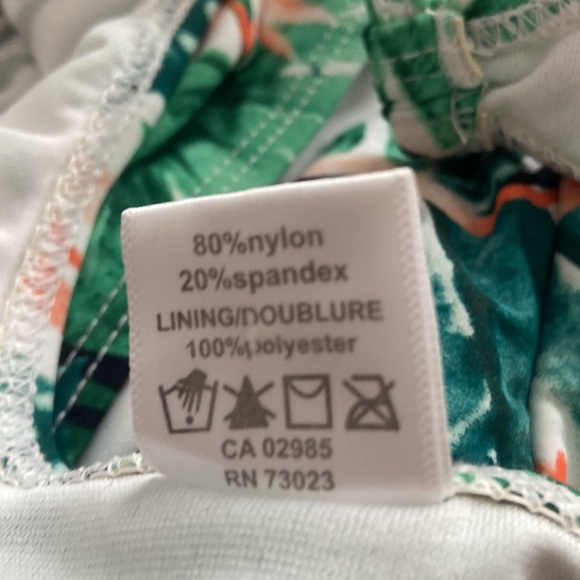 80%nylon
20%spandex
LINING/DOUBLURE
100%polyester
CA 02985
RN 73023